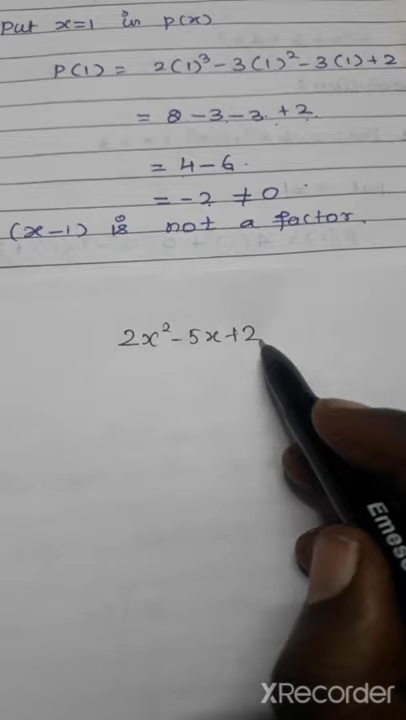 Put x=1 in p(x)
P(1) = 2(1)³-3(1)²-3(1)+2
= 8-3-3+2.
= 4-6.
= -2 ≠ 0
(x-1) is not a factor.
2x²-5x+2
Emese
XRecorder